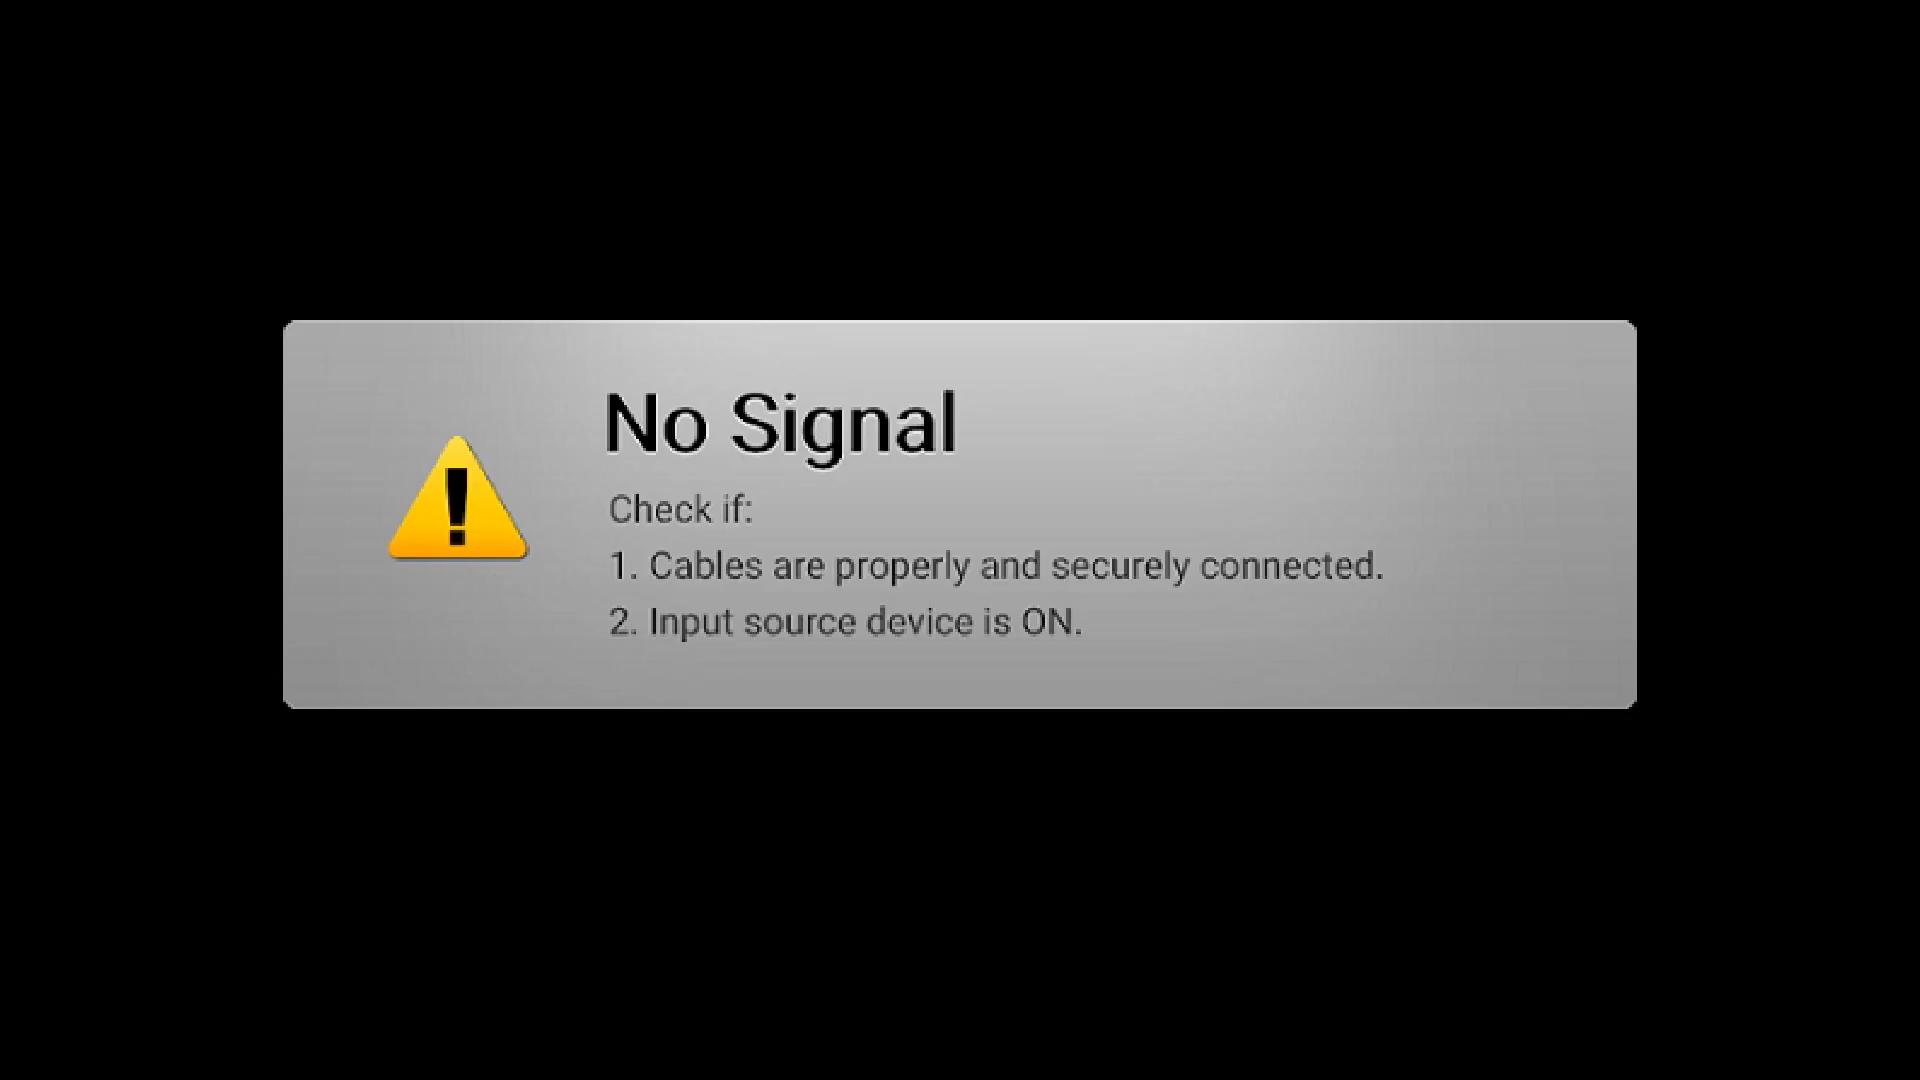 No Signal
Check if:
1. Cables are properly and securely connected.
2. Input source device is ON.